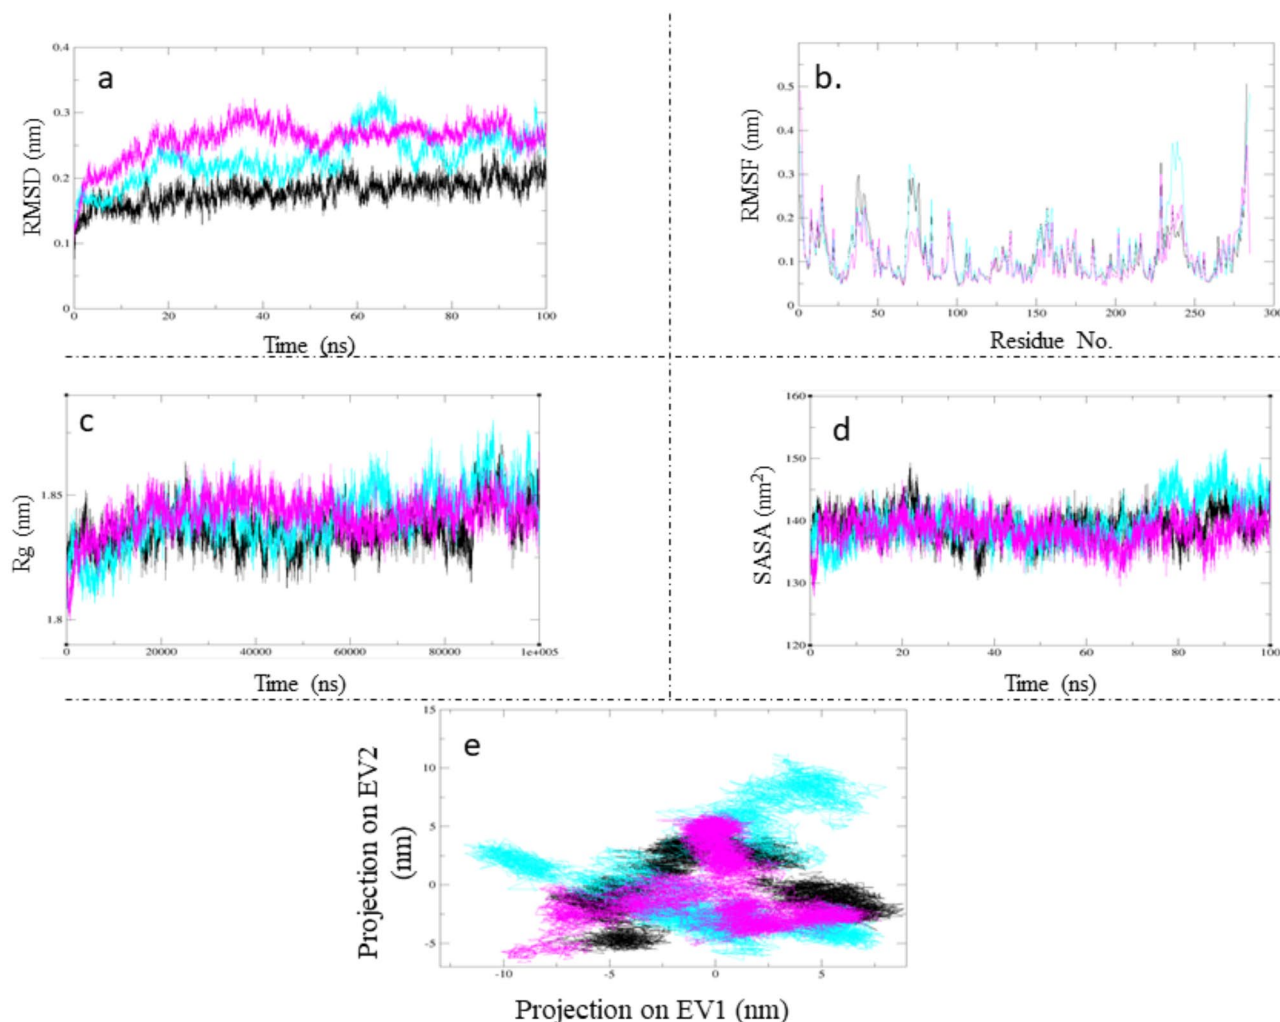 a
RMSD (nm)
0.4
0.3
0.2
0.1
0
0 20 40 60 80 100
Time (ns)
b.
RMSF (nm)
0.5
0.4
0.3
0.2
0.1
0
0 50 100 150 200 250 300
Residue No.
c
Rg (nm)
1.85
1.8
0 20000 40000 60000 80000 1e+005
Time (ns)
d
SASA (nm²)
160
150
140
130
120
0 20 40 60 80 100
Time (ns)
e
Projection on EV2
(nm)
15
10
5
0
-5
-10 -5 0 5
Projection on EV1 (nm)